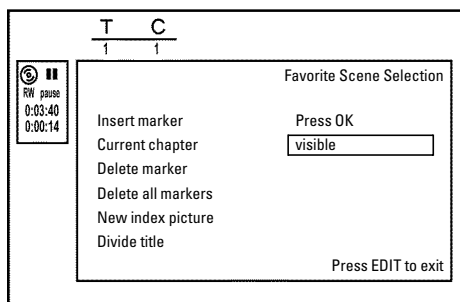 T C
1 1
RW pause
0:03:40
0:00:14
Favorite Scene Selection
Insert marker Press OK
Current chapter visible
Delete marker
Delete all markers
New index picture
Divide title
Press EDIT to exit